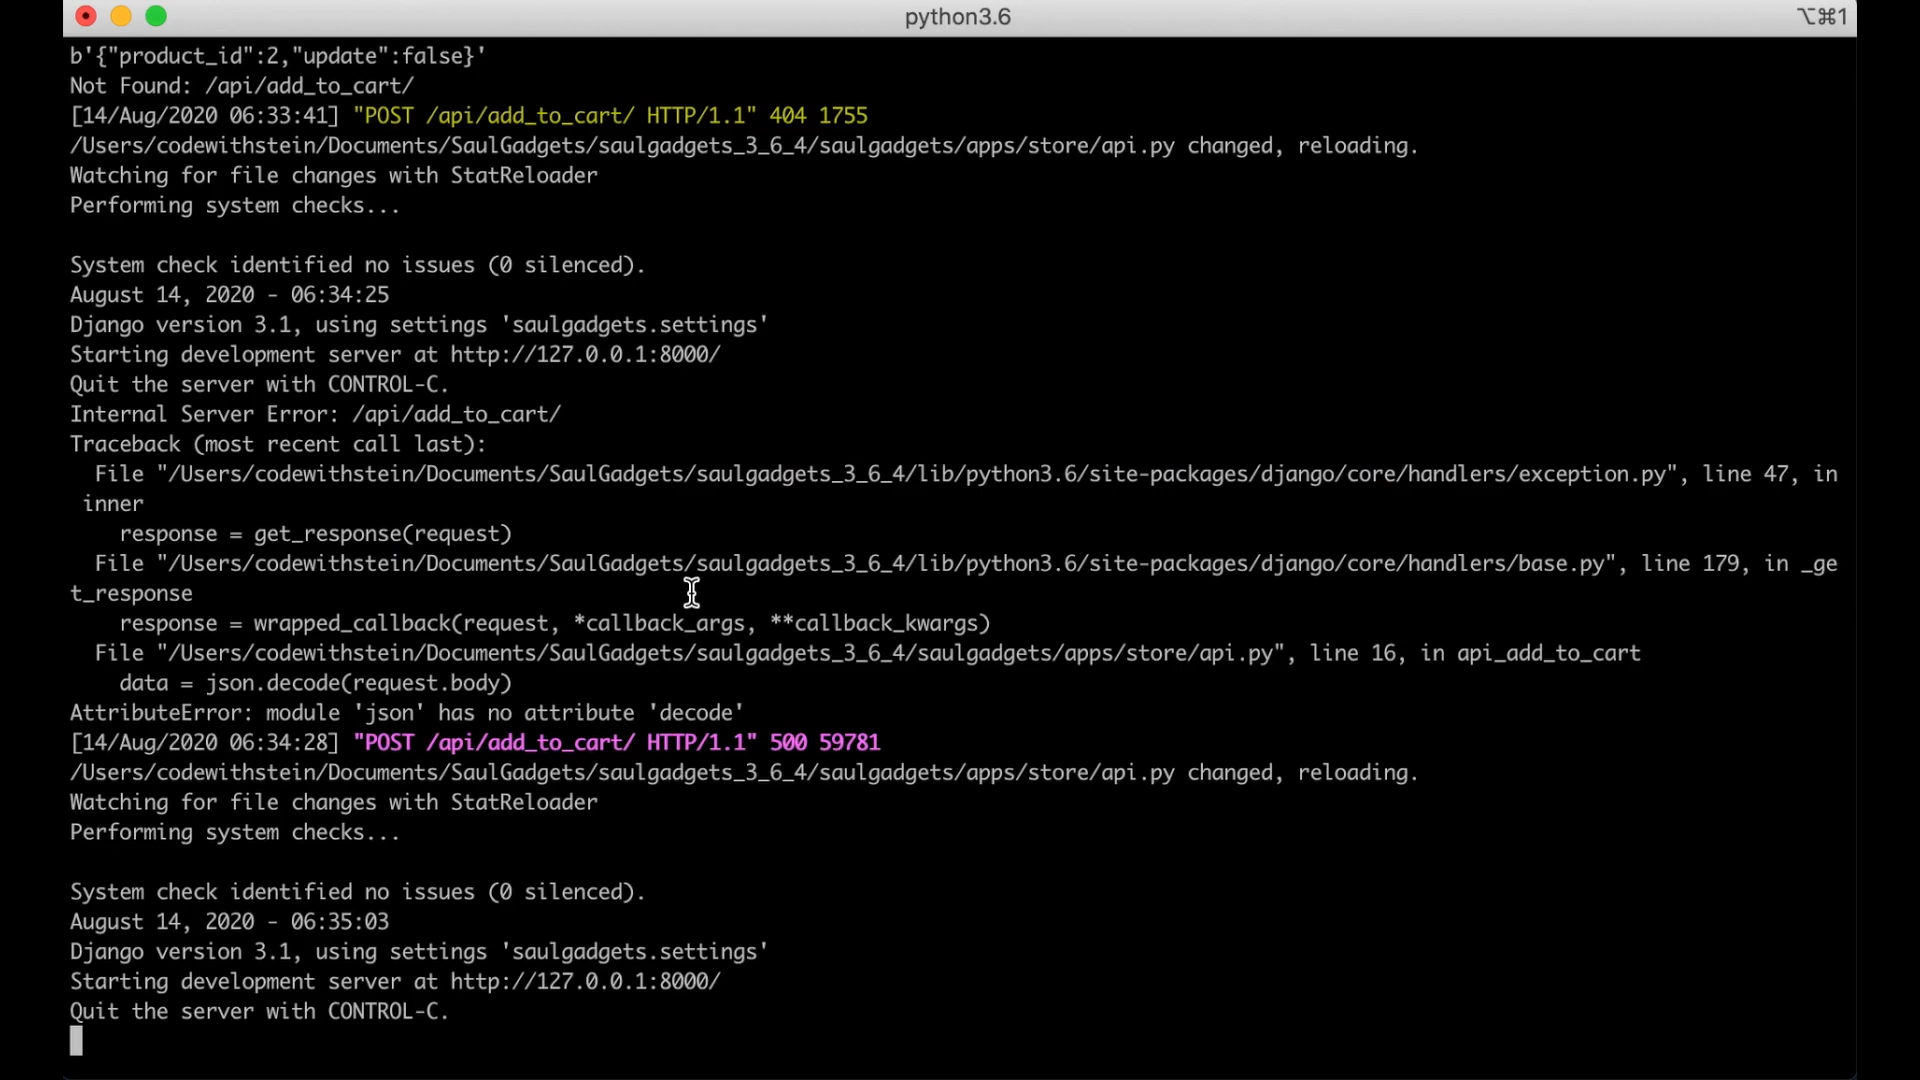 python3.6
⌥⌘1
b'{"product_id":2,"update":false}'
Not Found: /api/add_to_cart/
[14/Aug/2020 06:33:41] "POST /api/add_to_cart/ HTTP/1.1" 404 1755
/Users/codewithstein/Documents/SaulGadgets/saulgadgets_3_6_4/saulgadgets/apps/store/api.py changed, reloading.
Watching for file changes with StatReloader
Performing system checks...
System check identified no issues (0 silenced).
August 14, 2020 - 06:34:25
Django version 3.1, using settings 'saulgadgets.settings'
Starting development server at http://127.0.0.1:8000/
Quit the server with CONTROL-C.
Internal Server Error: /api/add_to_cart/
Traceback (most recent call last):
  File "/Users/codewithstein/Documents/SaulGadgets/saulgadgets_3_6_4/lib/python3.6/site-packages/django/core/handlers/exception.py", line 47, in
 inner
    response = get_response(request)
  File "/Users/codewithstein/Documents/SaulGadgets/saulgadgets_3_6_4/lib/python3.6/site-packages/django/core/handlers/base.py", line 179, in _ge
t_response
    response = wrapped_callback(request, *callback_args, **callback_kwargs)
  File "/Users/codewithstein/Documents/SaulGadgets/saulgadgets_3_6_4/saulgadgets/apps/store/api.py", line 16, in api_add_to_cart
    data = json.decode(request.body)
AttributeError: module 'json' has no attribute 'decode'
[14/Aug/2020 06:34:28] "POST /api/add_to_cart/ HTTP/1.1" 500 59781
/Users/codewithstein/Documents/SaulGadgets/saulgadgets_3_6_4/saulgadgets/apps/store/api.py changed, reloading.
Watching for file changes with StatReloader
Performing system checks...
System check identified no issues (0 silenced).
August 14, 2020 - 06:35:03
Django version 3.1, using settings 'saulgadgets.settings'
Starting development server at http://127.0.0.1:8000/
Quit the server with CONTROL-C.